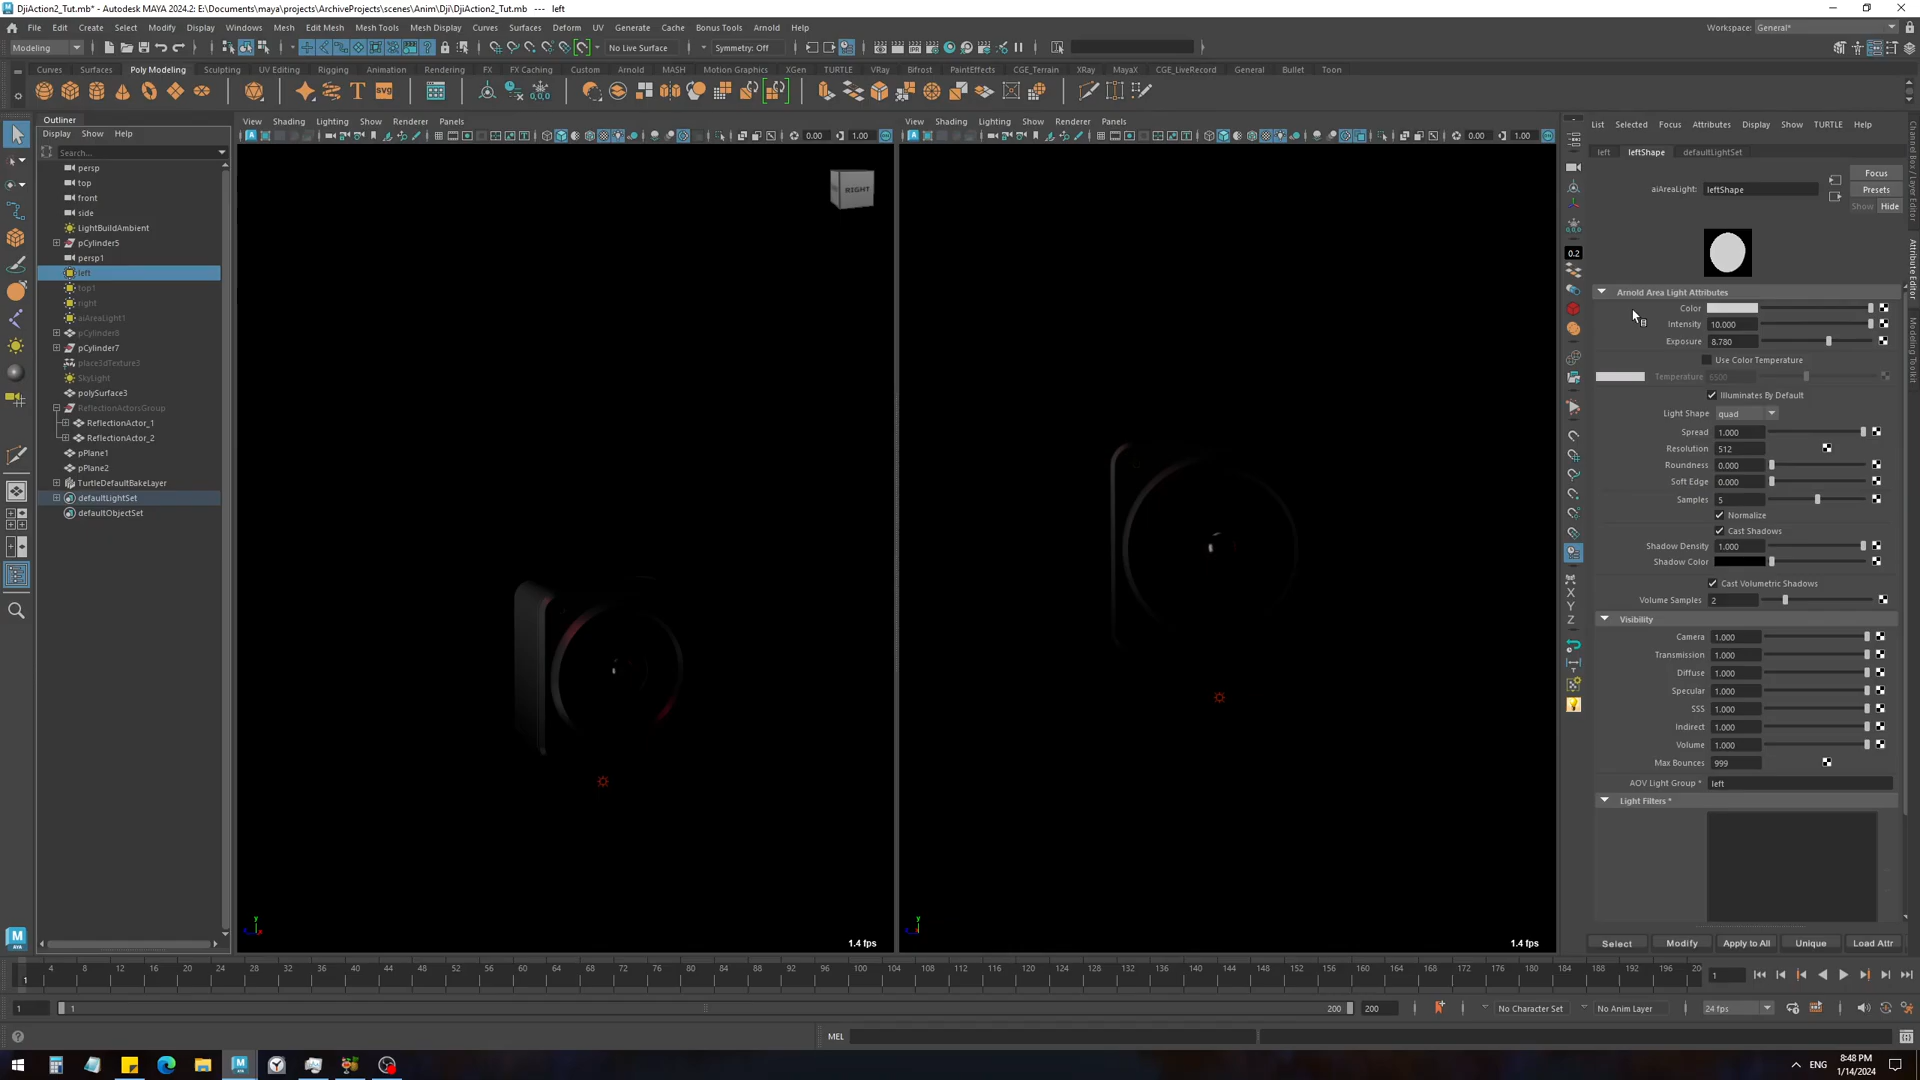 DjiAction2_Tut.mb* - Autodesk MAYA 2024.2: E:\Documents\maya\projects\ArchiveProjects\scenes\Anim\Dji\DjiAction2_Tut.mb --- left
File Edit Create Select Modify Display Windows Mesh Edit Mesh Mesh Tools Mesh Display Curves Surfaces Deform UV Generate Cache Bonus Tools Arnold Help
Workspace: General*
Modeling No Live Surface Symmetry: Off
Curves Surfaces Poly Modeling Sculpting UV Editing Rigging Animation Rendering FX FX Caching Custom Arnold MASH Motion Graphics XGen TURTLE VRay Bifrost PaintEffects CGE_Terrain XRay MayaX CGE_LiveRecord General Bullet Toon
Outliner
Display Show Help
Search...
persp
top
front
side
LightBuildAmbient
pCylinder5
persp1
left
top1
right
aiAreaLight1
pCylinder8
pCylinder7
place3dTexture3
SkyLight
polySurface3
ReflectionActorsGroup
ReflectionActor_1
ReflectionActor_2
pPlane1
pPlane2
TurtleDefaultBakeLayer
defaultLightSet
defaultObjectSet
View Shading Lighting Show Renderer Panels
0.00 1.00
RIGHT
1.4 fps
View Shading Lighting Show Renderer Panels
0.00 1.00
1.4 fps
0.2
X
Y
Z
List Selected Focus Attributes Display Show TURTLE Help
left leftShape defaultLightSet
Focus
aiAreaLight: leftShape Presets
Show Hide
Arnold Area Light Attributes
Color
Intensity 10.000
Exposure 8.780
Use Color Temperature
Temperature 6500
Illuminates By Default
Light Shape quad
Spread 1.000
Resolution 512
Roundness 0.000
Soft Edge 0.000
Samples 5
Normalize
Cast Shadows
Shadow Density 1.000
Shadow Color
Cast Volumetric Shadows
Volume Samples 2
Visibility
Camera 1.000
Transmission 1.000
Diffuse 1.000
Specular 1.000
SSS 1.000
Indirect 1.000
Volume 1.000
Max Bounces 999
AOV Light Group * left
Light Filters *
Select Modify Apply to All Unique Load Attr
Channel Box / Layer Editor
Attribute Editor
Modeling Toolkit
4 8 12 16 20 24 28 32 36 40 44 48 52 56 60 64 68 72 76 80 84 88 92 96 100 104 108 112 116 120 124 128 132 136 140 144 148 152 156 160 164 168 172 176 180 184 188 192 196 20
1 1
1 1 200 200 No Character Set No Anim Layer 24 fps
MEL
ENG 8:48 PM
1/14/2024